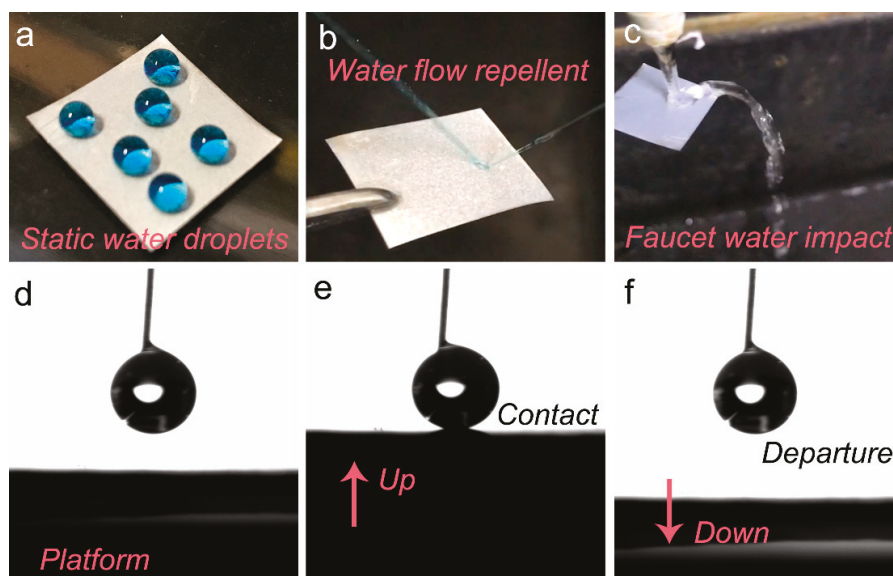 a
Static water droplets
b
Water flow repellent
c
Faucet water impact
d
Platform
e
Contact
Up
f
Departure
Down